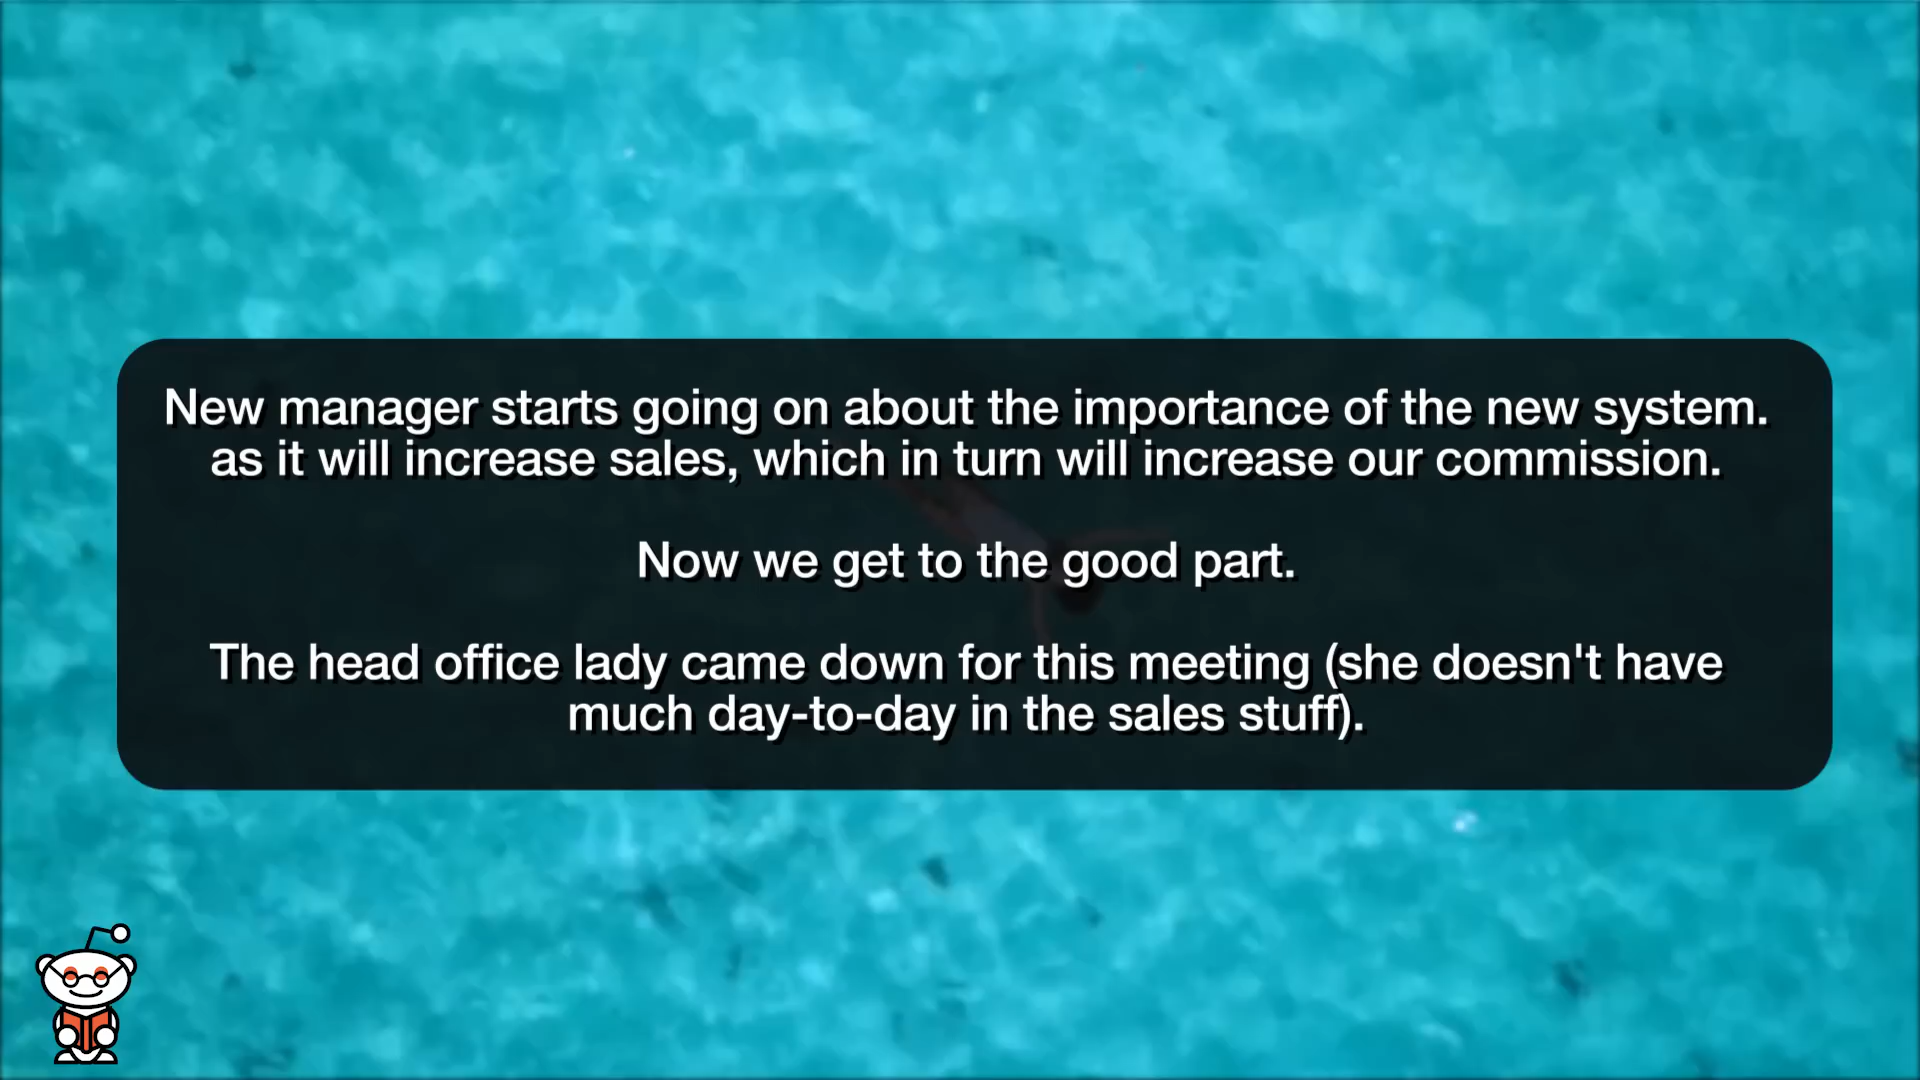 New manager starts going on about the importance of the new system.
as it will increase sales, which in turn will increase our commission.
Now we get to the good part.
The head office lady came down for this meeting (she doesn't have
much day-to-day in the sales stuff).